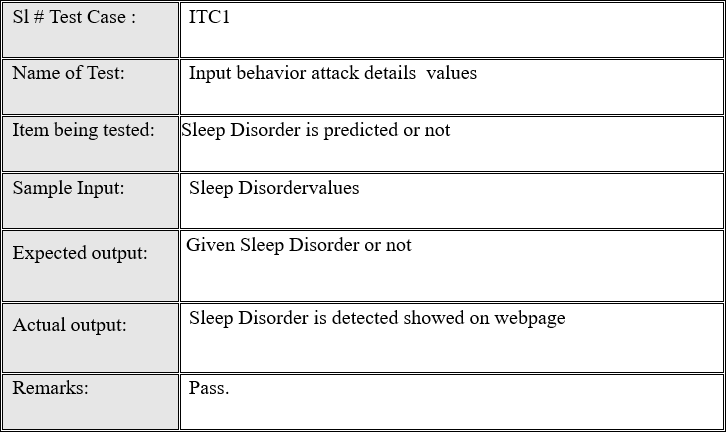 Sl # Test Case : ITC1
Name of Test: Input behavior attack details  values
Item being tested: Sleep Disorder is predicted or not
Sample Input: Sleep Disordervalues
Expected output: Given Sleep Disorder or not
Actual output: Sleep Disorder is detected showed on webpage
Remarks: Pass.